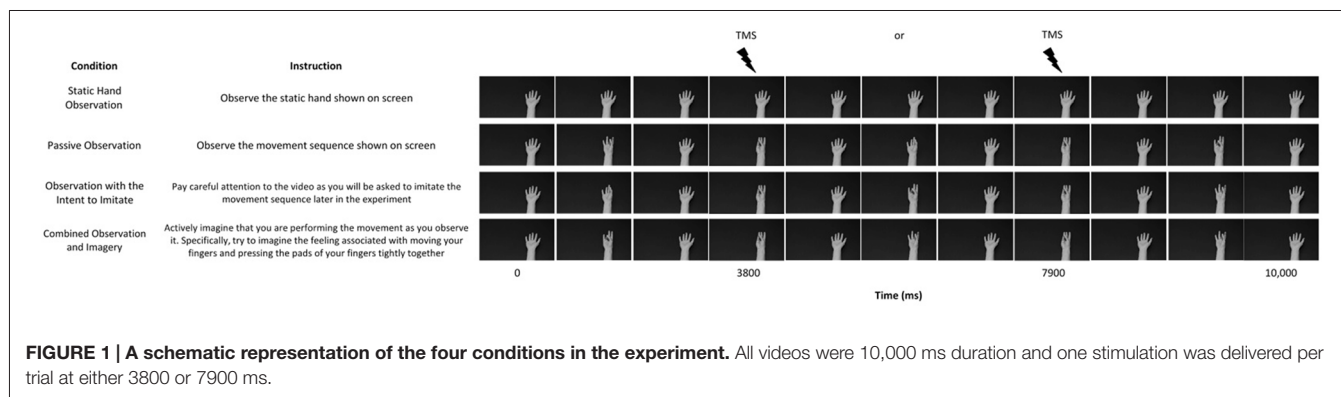 TMS or TMS
Condition Instruction
Static Hand
Observation
Observe the static hand shown on screen
Passive Observation Observe the movement sequence shown on screen
Observation with the
Intent to Imitate
Pay careful attention to the video as you will be asked to imitate the
movement sequence later in the experiment
Combined Observation
and Imagery
Actively imagine that you are performing the movement as you observe
it. Specifically, try to imagine the feeling associated with moving your
fingers and pressing the pads of your fingers tightly together
0 3800 7900 10,000
Time (ms)
FIGURE 1 | A schematic representation of the four conditions in the experiment. All videos were 10,000 ms duration and one stimulation was delivered per
trial at either 3800 or 7900 ms.